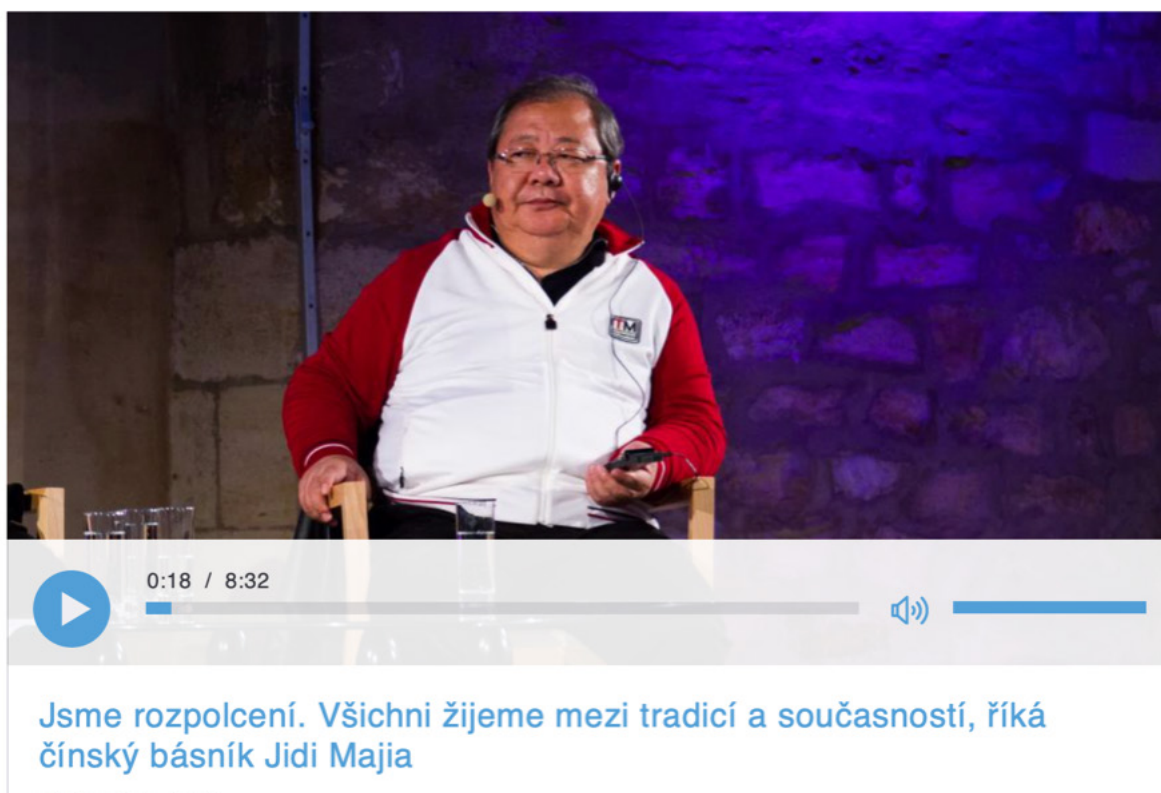 0:18 / 8:32
Jsme rozpolcení. Všichni žijeme mezi tradicí a současností, říká
čínský básník Jidi Majia